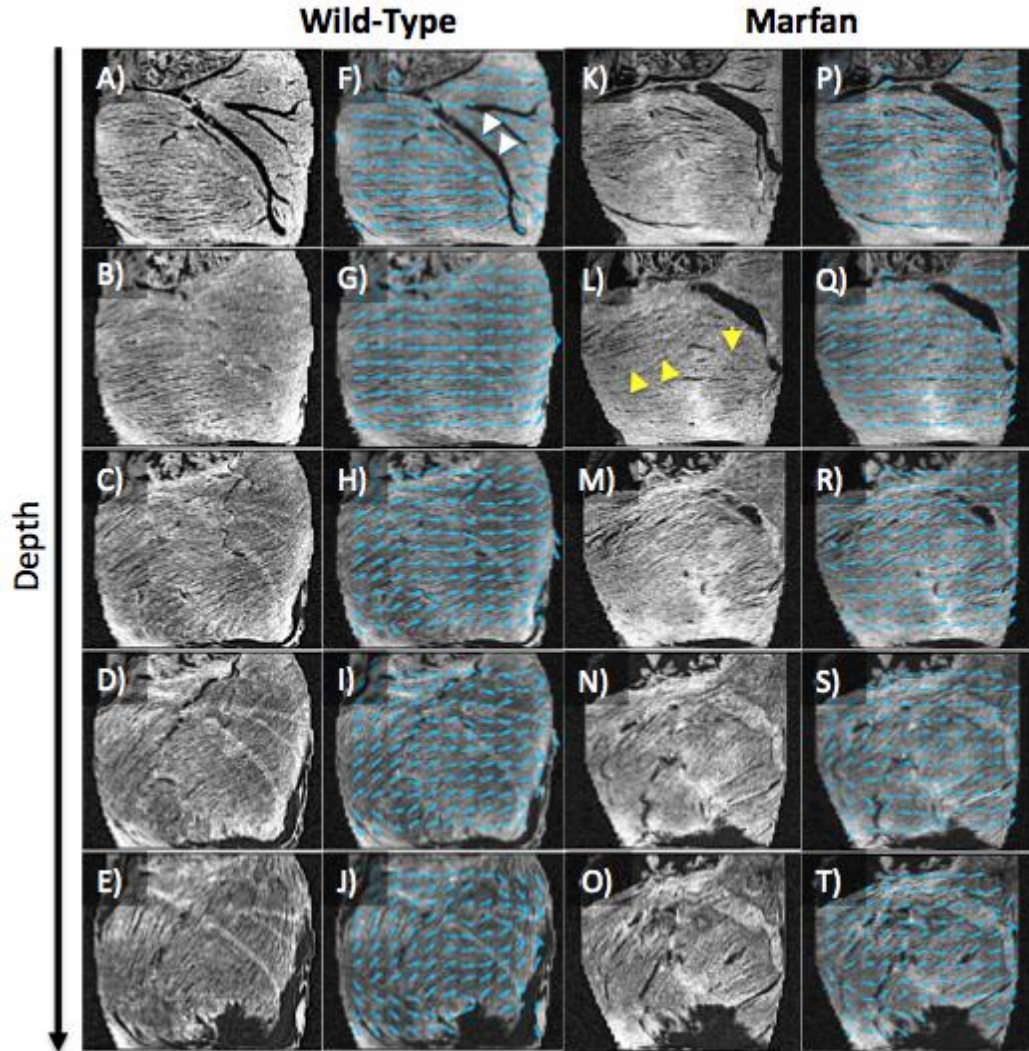 Wild-Type Marfan
A) F) K) P)
B) G) L) Q)
C) H) M) R)
D) I) N) S)
E) J) O) T)
Depth